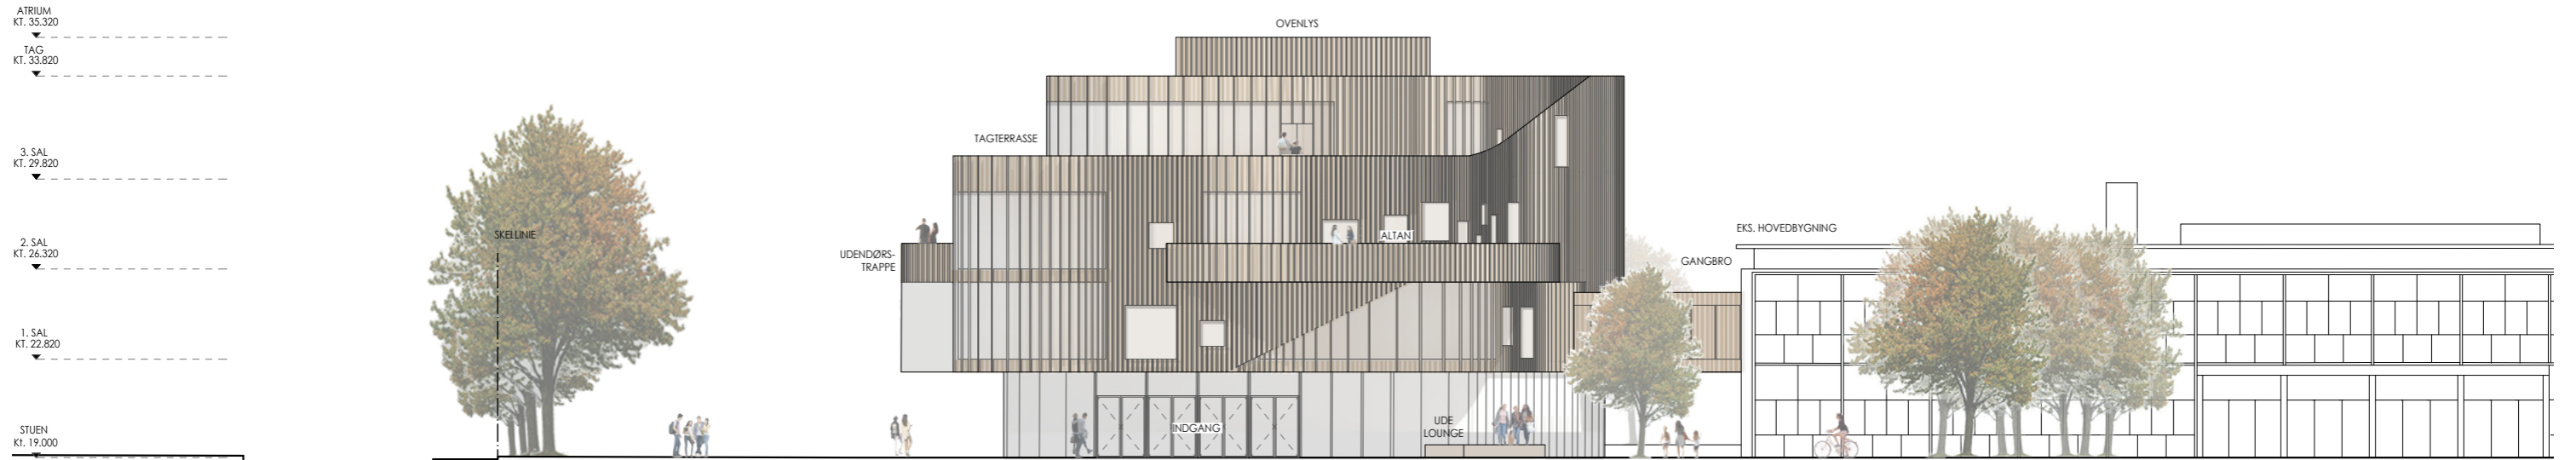 ATRIUM
KT. 35.320
TAG
KT. 33.820
3. SAL
KT. 29.820
2. SAL
KT. 26.320
1. SAL
KT. 22.820
STUEN
Kt. 19.000
SKELLINIE
OVENLYS
TAGTERRASSE
UDENDØRS-
TRAPPE
ALTAN
INDGANG
UDE
LOUNGE
GANGBRO
EKS. HOVEDBYGNING